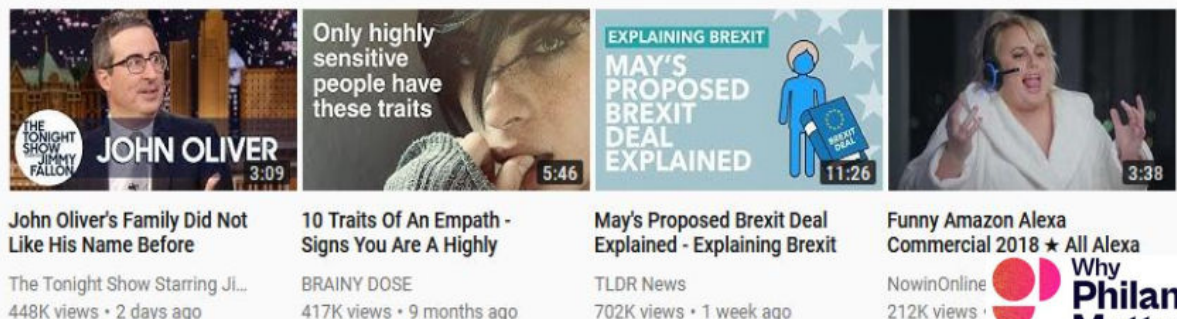 THE
TONIGHT
SHOW
JIMMY
FALLON
JOHN OLIVER
3:09
Only highly
sensitive
people have
these traits
5:46
EXPLAINING BREXIT
MAY'S
PROPOSED
BREXIT
DEAL
EXPLAINED
BREXIT
DEAL
11:26
3:38
John Oliver's Family Did Not
Like His Name Before
The Tonight Show Starring Ji...
448K views • 2 days ago
10 Traits Of An Empath -
Signs You Are A Highly
BRAINY DOSE
417K views • 9 months ago
May's Proposed Brexit Deal
Explained - Explaining Brexit
TLDR News
702K views • 1 week ago
Funny Amazon Alexa
Commercial 2018 ★ All Alexa
NowinOnline
212K views •
Why
Philan